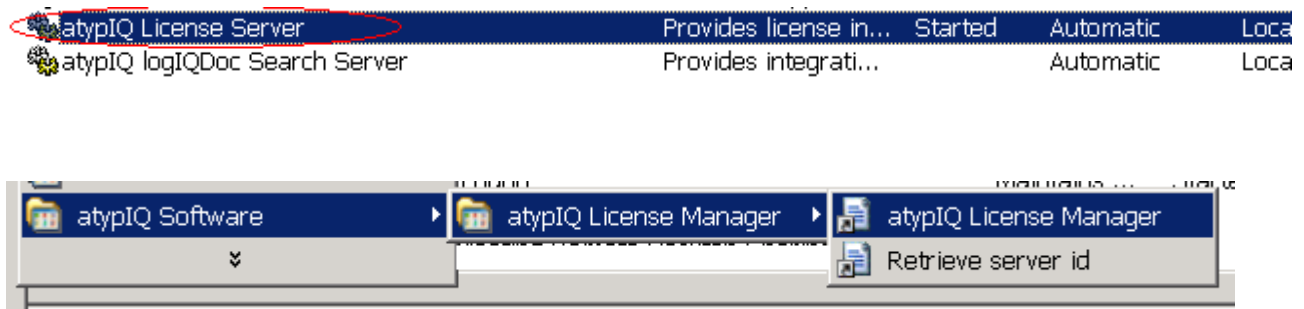 atypIQ License Server Provides license in... Started Automatic Loca
atypIQ logIQDoc Search Server Provides integrati... Automatic Loca
atypIQ Software atypIQ License Manager atypIQ License Manager
Retrieve server id